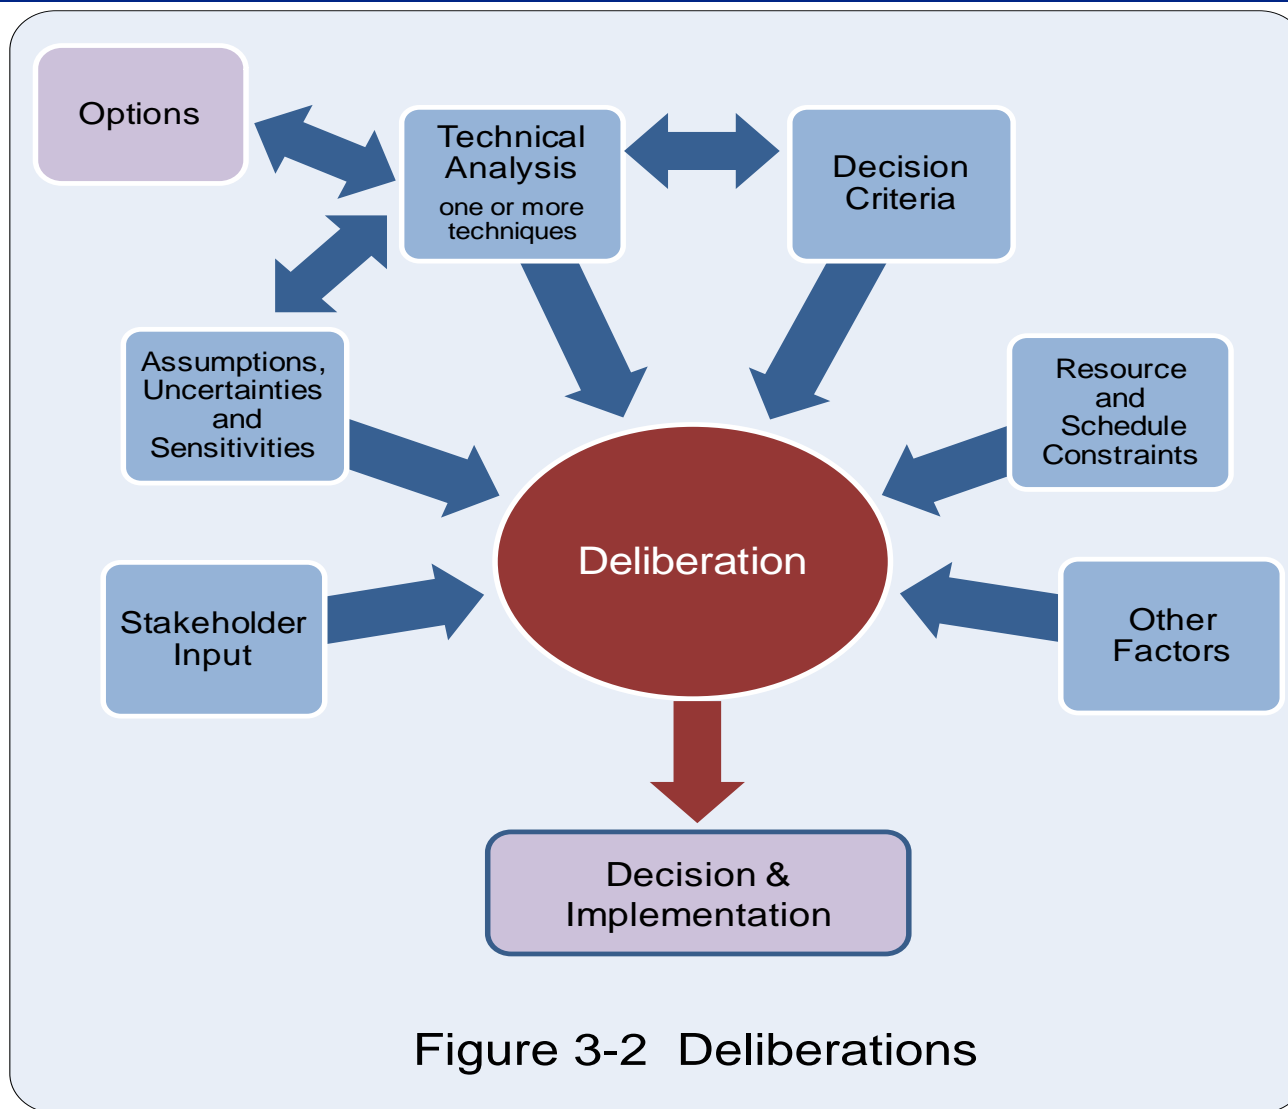 Options
Technical
Analysis
one or more
techniques
Decision
Criteria
Assumptions,
Uncertainties
and
Sensitivities
Resource
and
Schedule
Constraints
Deliberation
Stakeholder
Input
Other
Factors
Decision &
Implementation
Figure 3-2  Deliberations